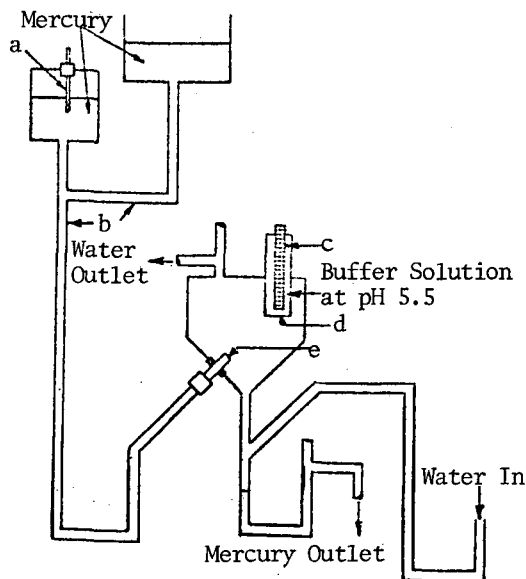 Mercury
a
b
Water
Outlet
c
Buffer Solution
at pH 5.5
d
e
Water In
Mercury Outlet